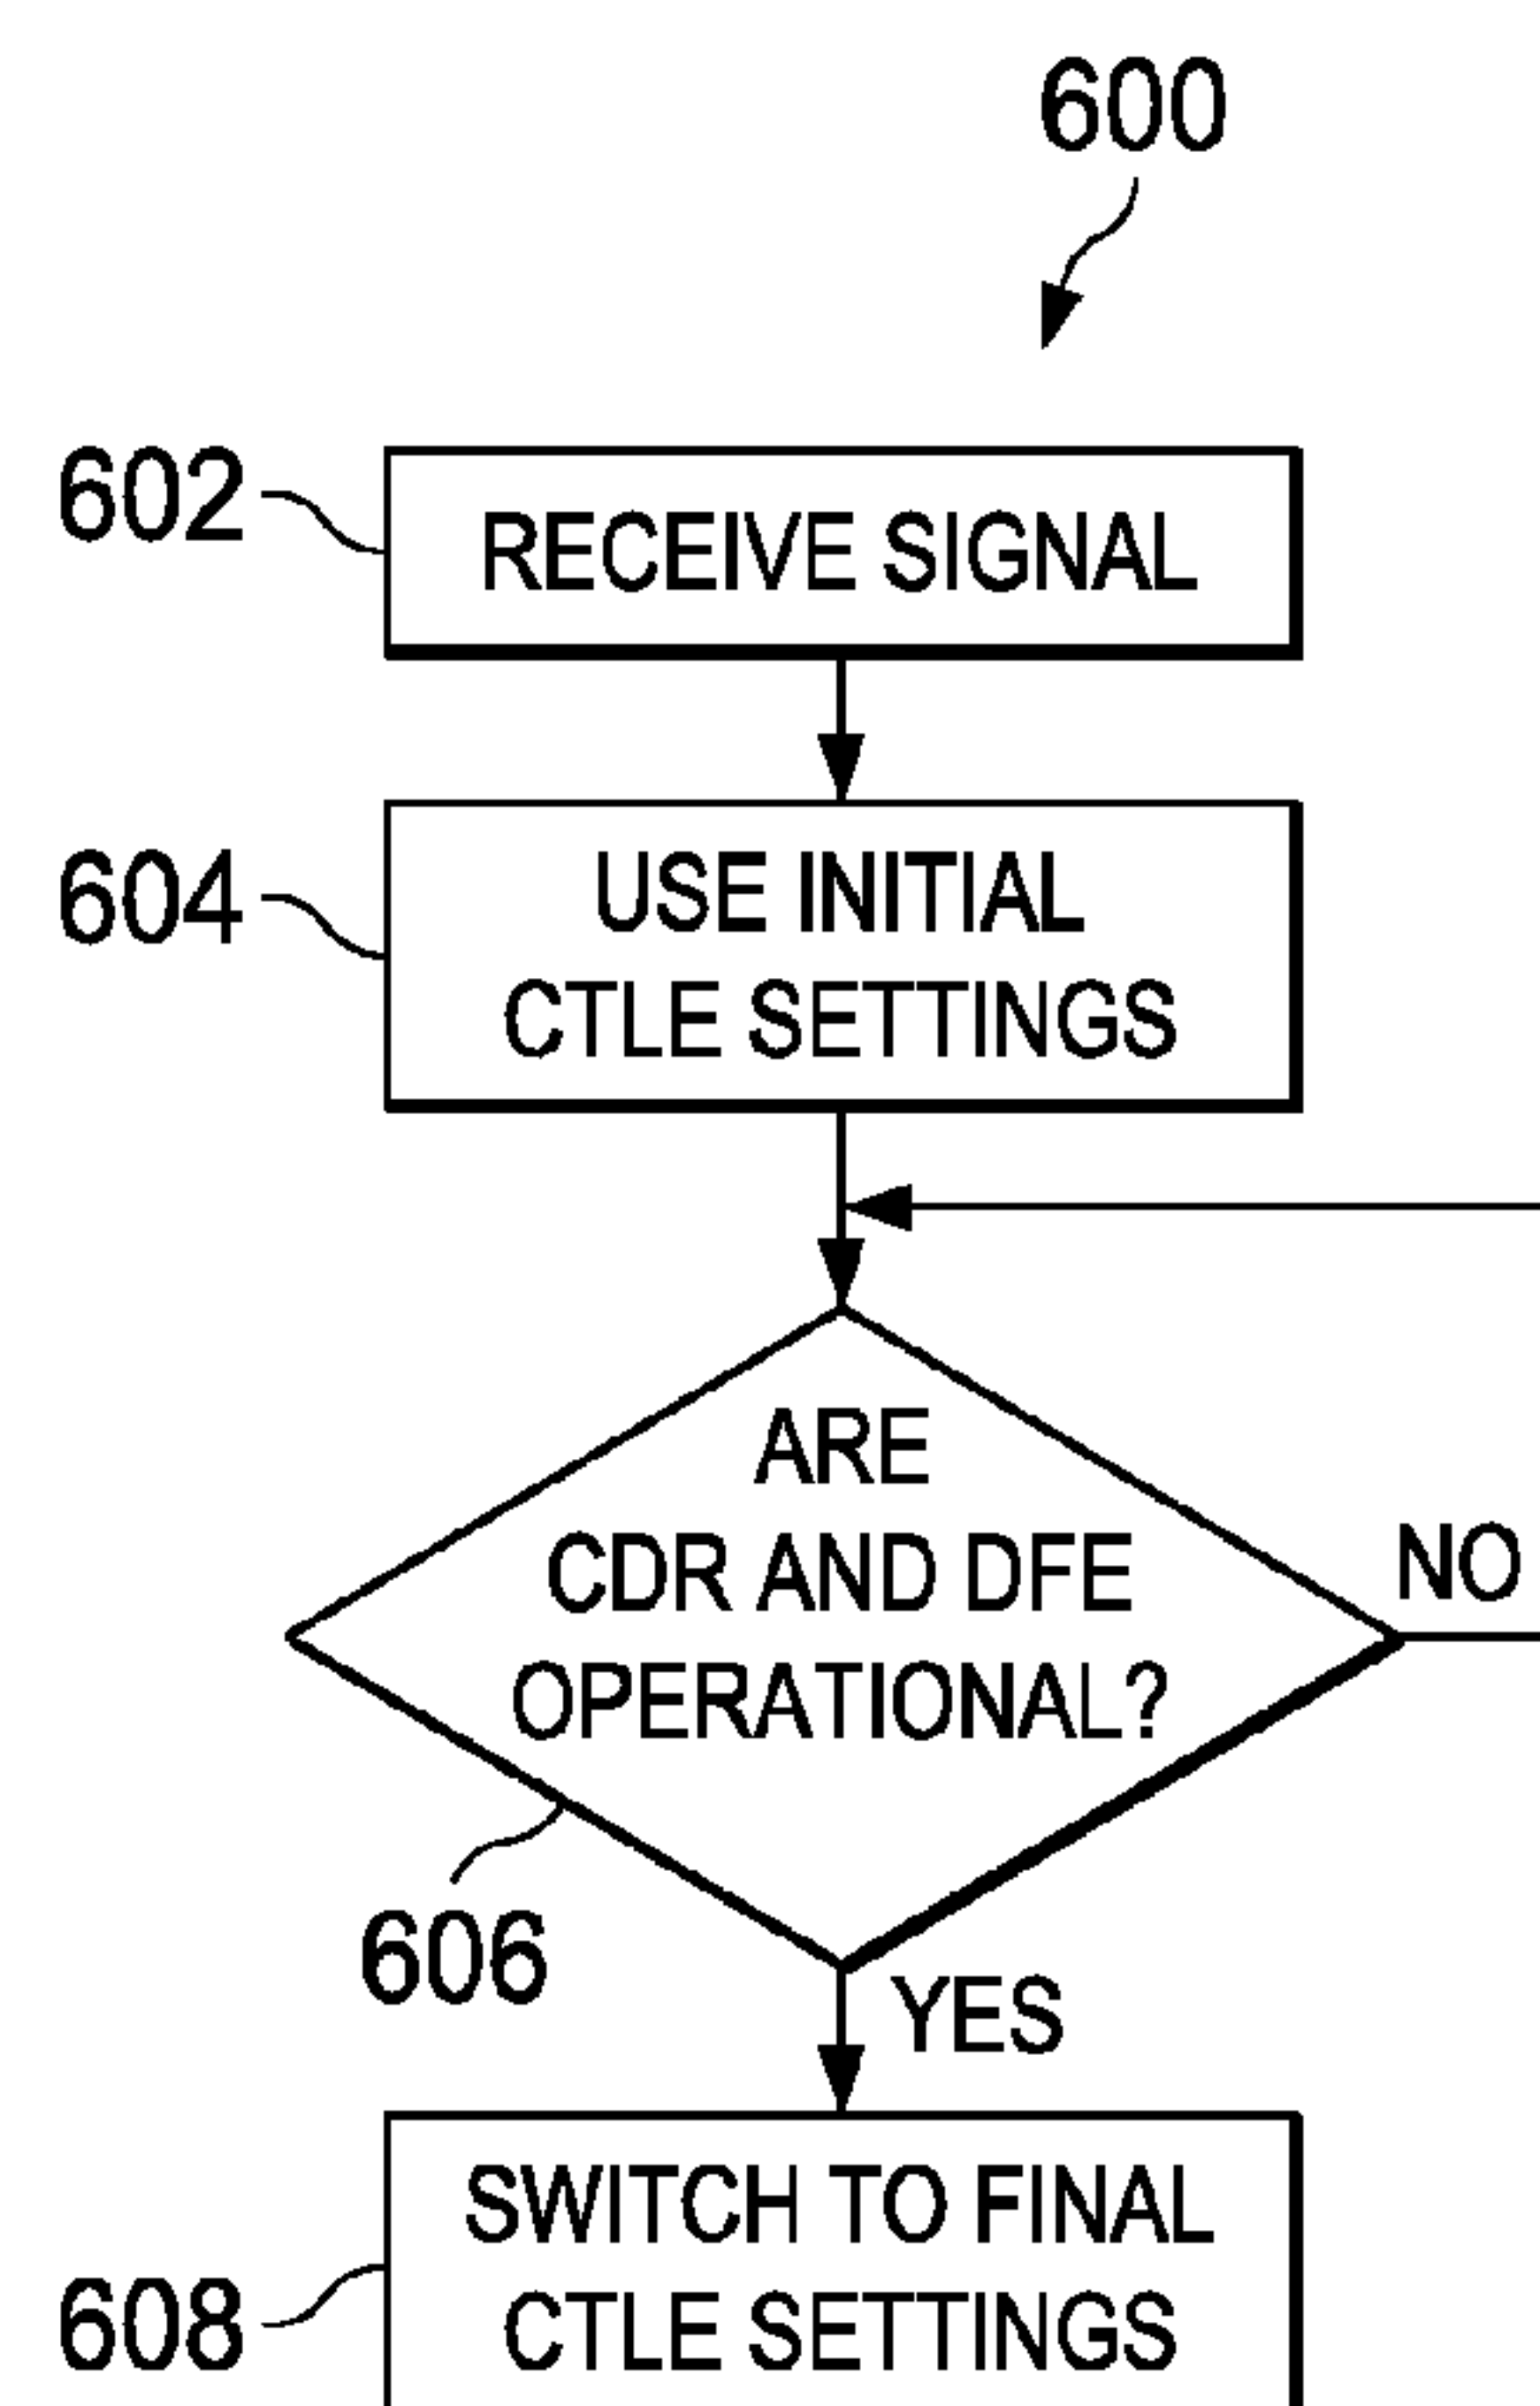 600
602
RECEIVE SIGNAL
604
USE INITIAL
CTLE SETTINGS
ARE
CDR AND DFE
OPERATIONAL?
NO
606
YES
SWITCH TO FINAL
CTLE SETTINGS
608